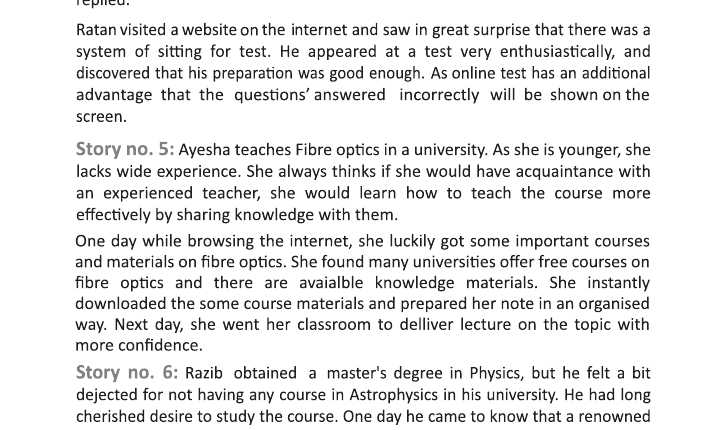 replied.
Ratan visited a website on the internet and saw in great surprise that there was a
system of sitting for test. He appeared at a test very enthusiastically, and
discovered that his preparation was good enough. As online test has an additional
advantage that the questions’ answered incorrectly will be shown on the
screen.
Story no. 5: Ayesha teaches Fibre optics in a university. As she is younger, she
lacks wide experience. She always thinks if she would have acquaintance with
an experienced teacher, she would learn how to teach the course more
effectively by sharing knowledge with them.
One day while browsing the internet, she luckily got some important courses
and materials on fibre optics. She found many universities offer free courses on
fibre optics and there are avaialble knowledge materials. She instantly
downloaded the some course materials and prepared her note in an organised
way. Next day, she went her classroom to delliver lecture on the topic with
more confidence.
Story no. 6: Razib obtained a master's degree in Physics, but he felt a bit
dejected for not having any course in Astrophysics in his university. He had long
cherished desire to study the course. One day he came to know that a renowned